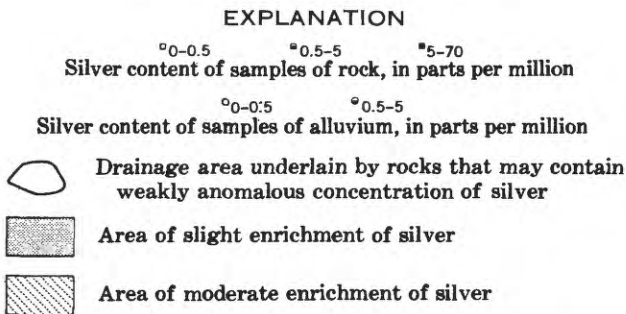 EXPLANATION
0–0.5 0.5–5 5–70
Silver content of samples of rock, in parts per million
0–0.5 0.5–5
Silver content of samples of alluvium, in parts per million
Drainage area underlain by rocks that may contain
weakly anomalous concentration of silver
Area of slight enrichment of silver
Area of moderate enrichment of silver